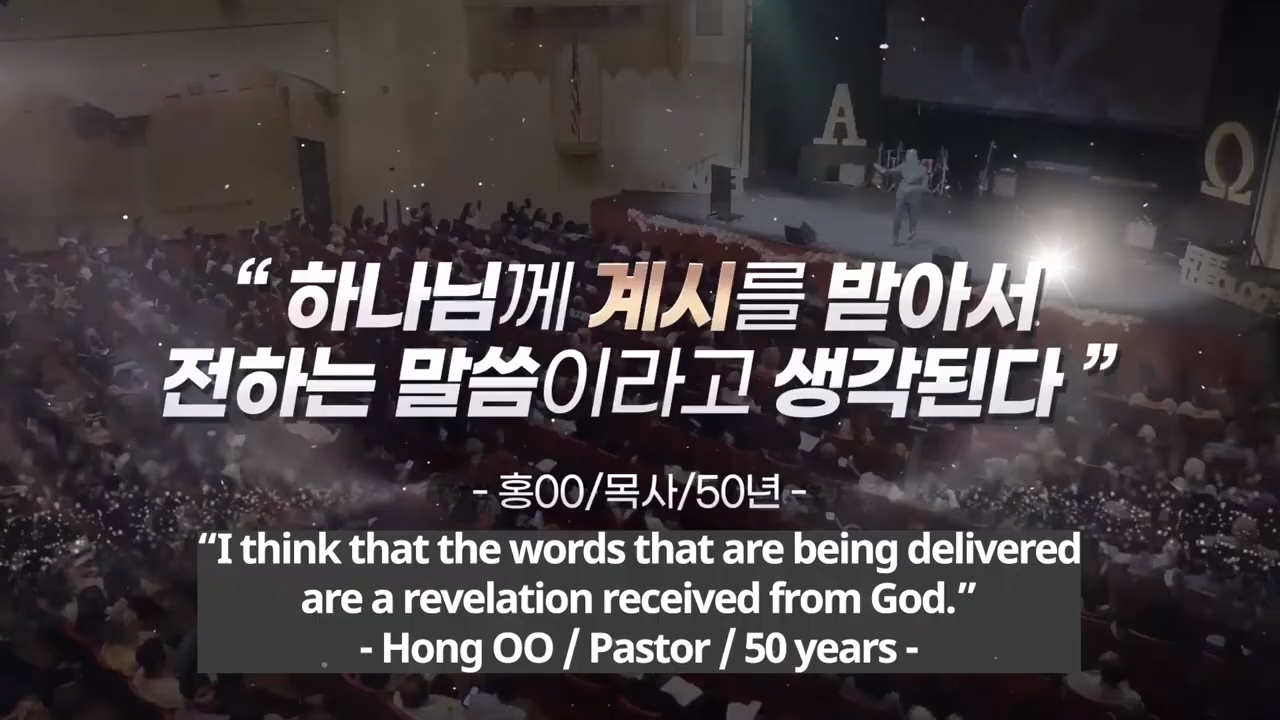 A
Ω
“ 하나님께 계시를 받아서
전하는 말씀이라고 생각된다 ”
- 홍OO/목사/50년 -
“I think that the words that are being delivered
are a revelation received from God.”
- Hong OO / Pastor / 50 years -